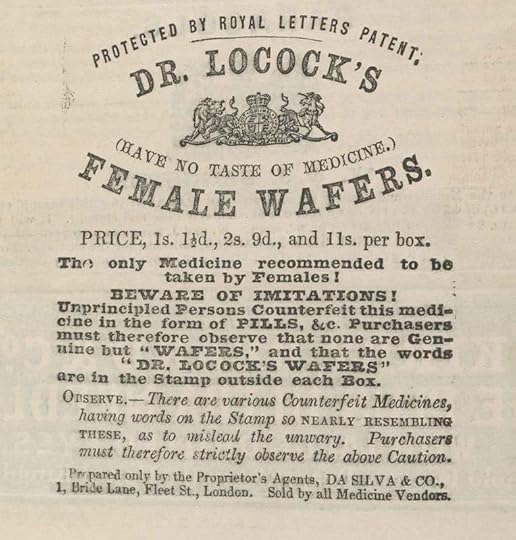 PROTECTED BY ROYAL LETTERS PATENT;
DR. LOCOCK'S
(HAVE NO TASTE OF MEDICINE.)
FEMALE WAFERS.
PRICE, 1s. 1½d., 2s. 9d., and 11s. per box.
The only Medicine recommended to be
taken by Females!
BEWARE OF IMITATIONS!
Unprincipled Persons Counterfeit this medi-
cine in the form of PILLS, &c. Purchasers
must therefore observe that none are Gen-
uine but "WAFERS," and that the words
"DR. LOCOCK'S WAFERS"
are in the Stamp outside each Box.
OBSERVE.—There are various Counterfeit Medicines,
having words on the Stamp so NEARLY RESEMBLING
THESE, as to mislead the unwary. Purchasers
must therefore strictly observe the above Caution.
Prepared only by the Proprietor's Agents, DA SILVA & CO.,
1, Bride Lane, Fleet St., London. Sold by all Medicine Vendors.